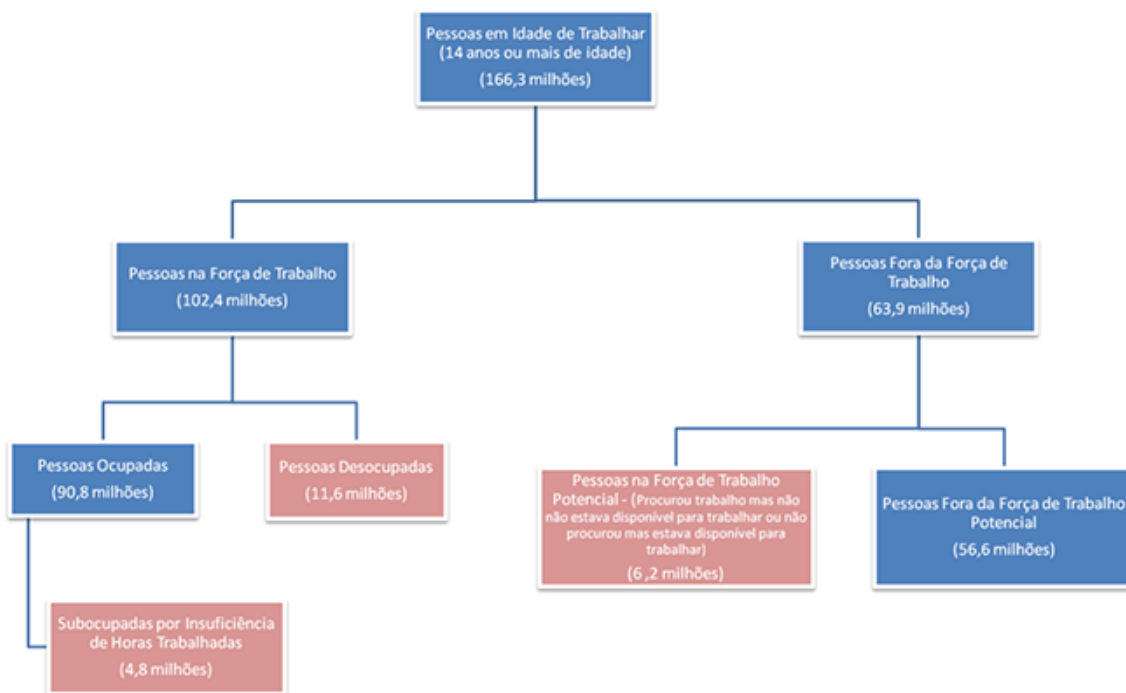 Pessoas em Idade de Trabalhar
(14 anos ou mais de idade)
(166,3 milhões)
Pessoas na Força de Trabalho
(102,4 milhões)
Pessoas Fora da Força de
Trabalho
(63,9 milhões)
Pessoas Ocupadas
(90,8 milhões)
Pessoas Desocupadas
(11,6 milhões)
Pessoas na Força de Trabalho
Potencial - (Procurou trabalho mas não
não estava disponível para trabalhar ou não
procurou mas estava disponível para
trabalhar)
(6 ,2 milhões)
Pessoas Fora da Força de Trabalho
Potencial
(56,6 milhões)
Subocupadas por Insuficiência
de Horas Trabalhadas
(4,8 milhões)